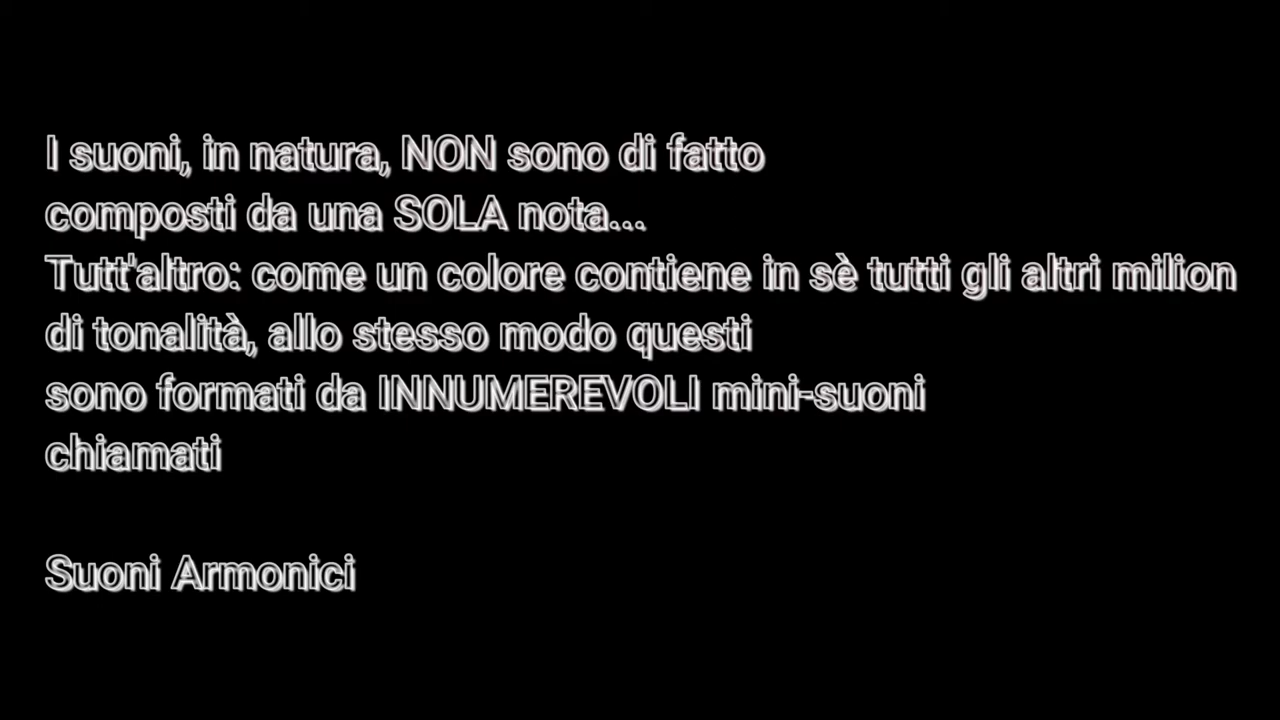 I suoni, in natura, NON sono di fatto
composti da una SOLA nota...
Tutt'altro: come un colore contiene in sè tutti gli altri milion
di tonalità, allo stesso modo questi
sono formati da INNUMEREVOLI mini-suoni
chiamati
Suoni Armonici